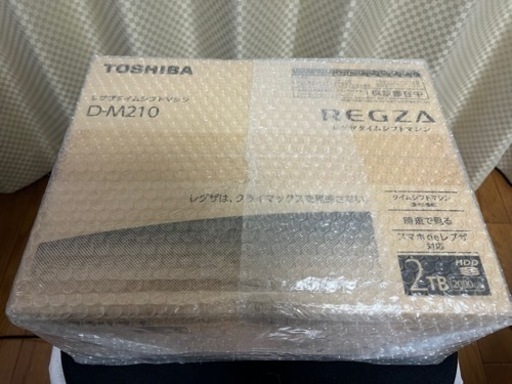 TOSHIBA
レグザタイムシフトマシン
D-M210
REGZA
レグザタイムシフトマシン
レグザは、クライマックスを見逃さない。
タイムシフトマシン
時短で見る
スマホdeレグザ
対応
2TB
HDD